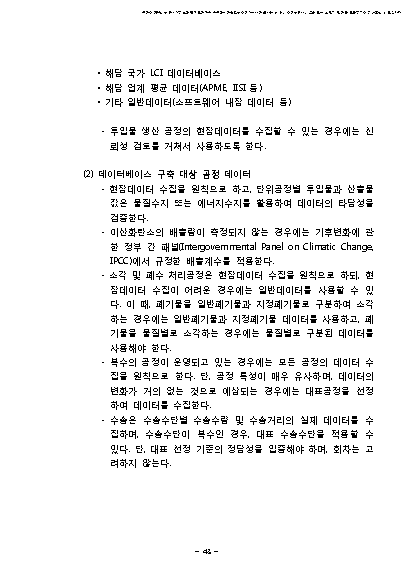 • 해당 국가 LCI 데이터베이스
• 해당 업계 평균 데이터(APME, IISI 등)
• 기타 일반데이터(소프트웨어 내장 데이터 등)
- 투입물 생산 공정의 현장데이터를 수집할 수 있는 경우에는 신
뢰성 검토를 거쳐서 사용하도록 한다.
(2) 데이터베이스 구축 대상 공정 데이터
- 현장데이터 수집을 원칙으로 하고, 단위공정별 투입물과 산출물
값은 물질수지 또는 에너지수지를 활용하여 데이터의 타당성을
검증한다.
- 이산화탄소의 배출량이 측정되지 않는 경우에는 기후변화에 관
한 정부 간 패널(Intergovernmental Panel on Climatic Change,
IPCC)에서 규정한 배출계수를 적용한다.
- 소각 및 폐수 처리공정은 현장데이터 수집을 원칙으로 하되, 현
장데이터 수집이 어려운 경우에는 일반데이터를 사용할 수 있
다. 이 때, 폐기물을 일반폐기물과 지정폐기물로 구분하여 소각
하는 경우에는 일반폐기물과 지정폐기물 데이터를 사용하고, 폐
기물을 물질별로 소각하는 경우에는 물질별로 구분된 데이터를
사용해야 한다.
- 복수의 공정이 운영되고 있는 경우에는 모든 공정의 데이터 수
집을 원칙으로 한다. 단, 공정 특성이 매우 유사하며, 데이터의
변화가 거의 없는 것으로 예상되는 경우에는 대표공정을 선정
하여 데이터를 수집한다.
- 수송은 수송수단별 수송수량 및 수송거리의 실제 데이터를 수
집하며, 수송수단이 복수인 경우, 대표 수송수단을 적용할 수
있다. 단, 대표 선정 기준의 정당성을 입증해야 하며, 회차는 고
려하지 않는다.
- 48 -